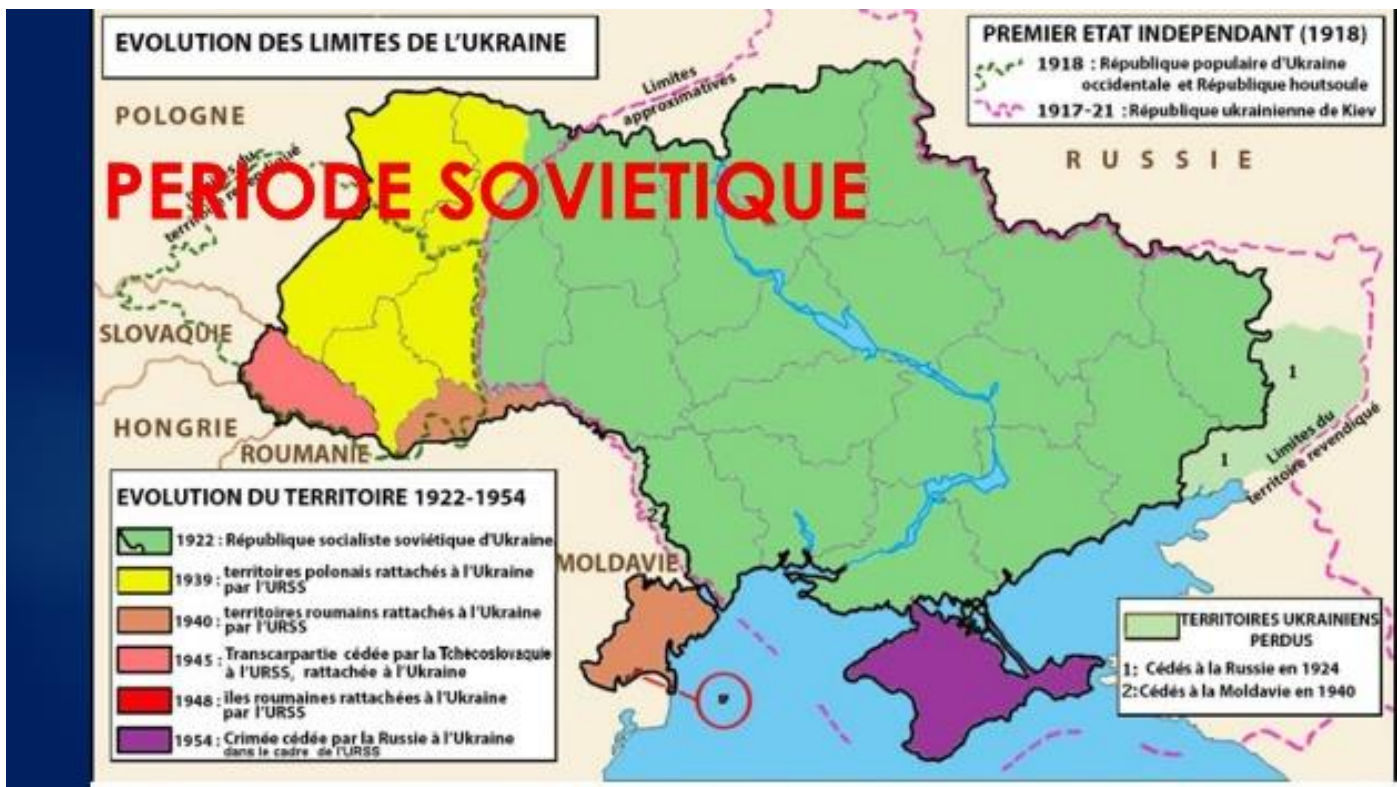 EVOLUTION DES LIMITES DE L'UKRAINE
PREMIER ETAT INDEPENDANT (1918)
1918 : République populaire d'Ukraine
occidentale et République houtsoule
1917-21 : République ukrainienne de Kiev
Limites
approximatives
POLOGNE
RUSSIE
PERIODE SOVIETIQUE
du
territoire revendiqué
SLOVAQUIE
HONGRIE
ROUMANIE
MOLDAVIE
1
1
2
Limites du
territoire revendiqué
EVOLUTION DU TERRITOIRE 1922-1954
1922 : République socialiste soviétique d'Ukraine
1939 : territoires polonais rattachés à l'Ukraine
par l'URSS
1940 : territoires roumains rattachés à l'Ukraine
par l'URSS
1945 : Transcarpartie cédée par la Tchécoslovaquie
à l'URSS, rattachée à l'Ukraine
1948 : îles roumaines rattachées à l'Ukraine
par l'URSS
1954 : Crimée cédée par la Russie à l'Ukraine
dans le cadre de l'URSS
TERRITOIRES UKRAINIENS
PERDUS
1: Cédés à la Russie en 1924
2: Cédés à la Moldavie en 1940